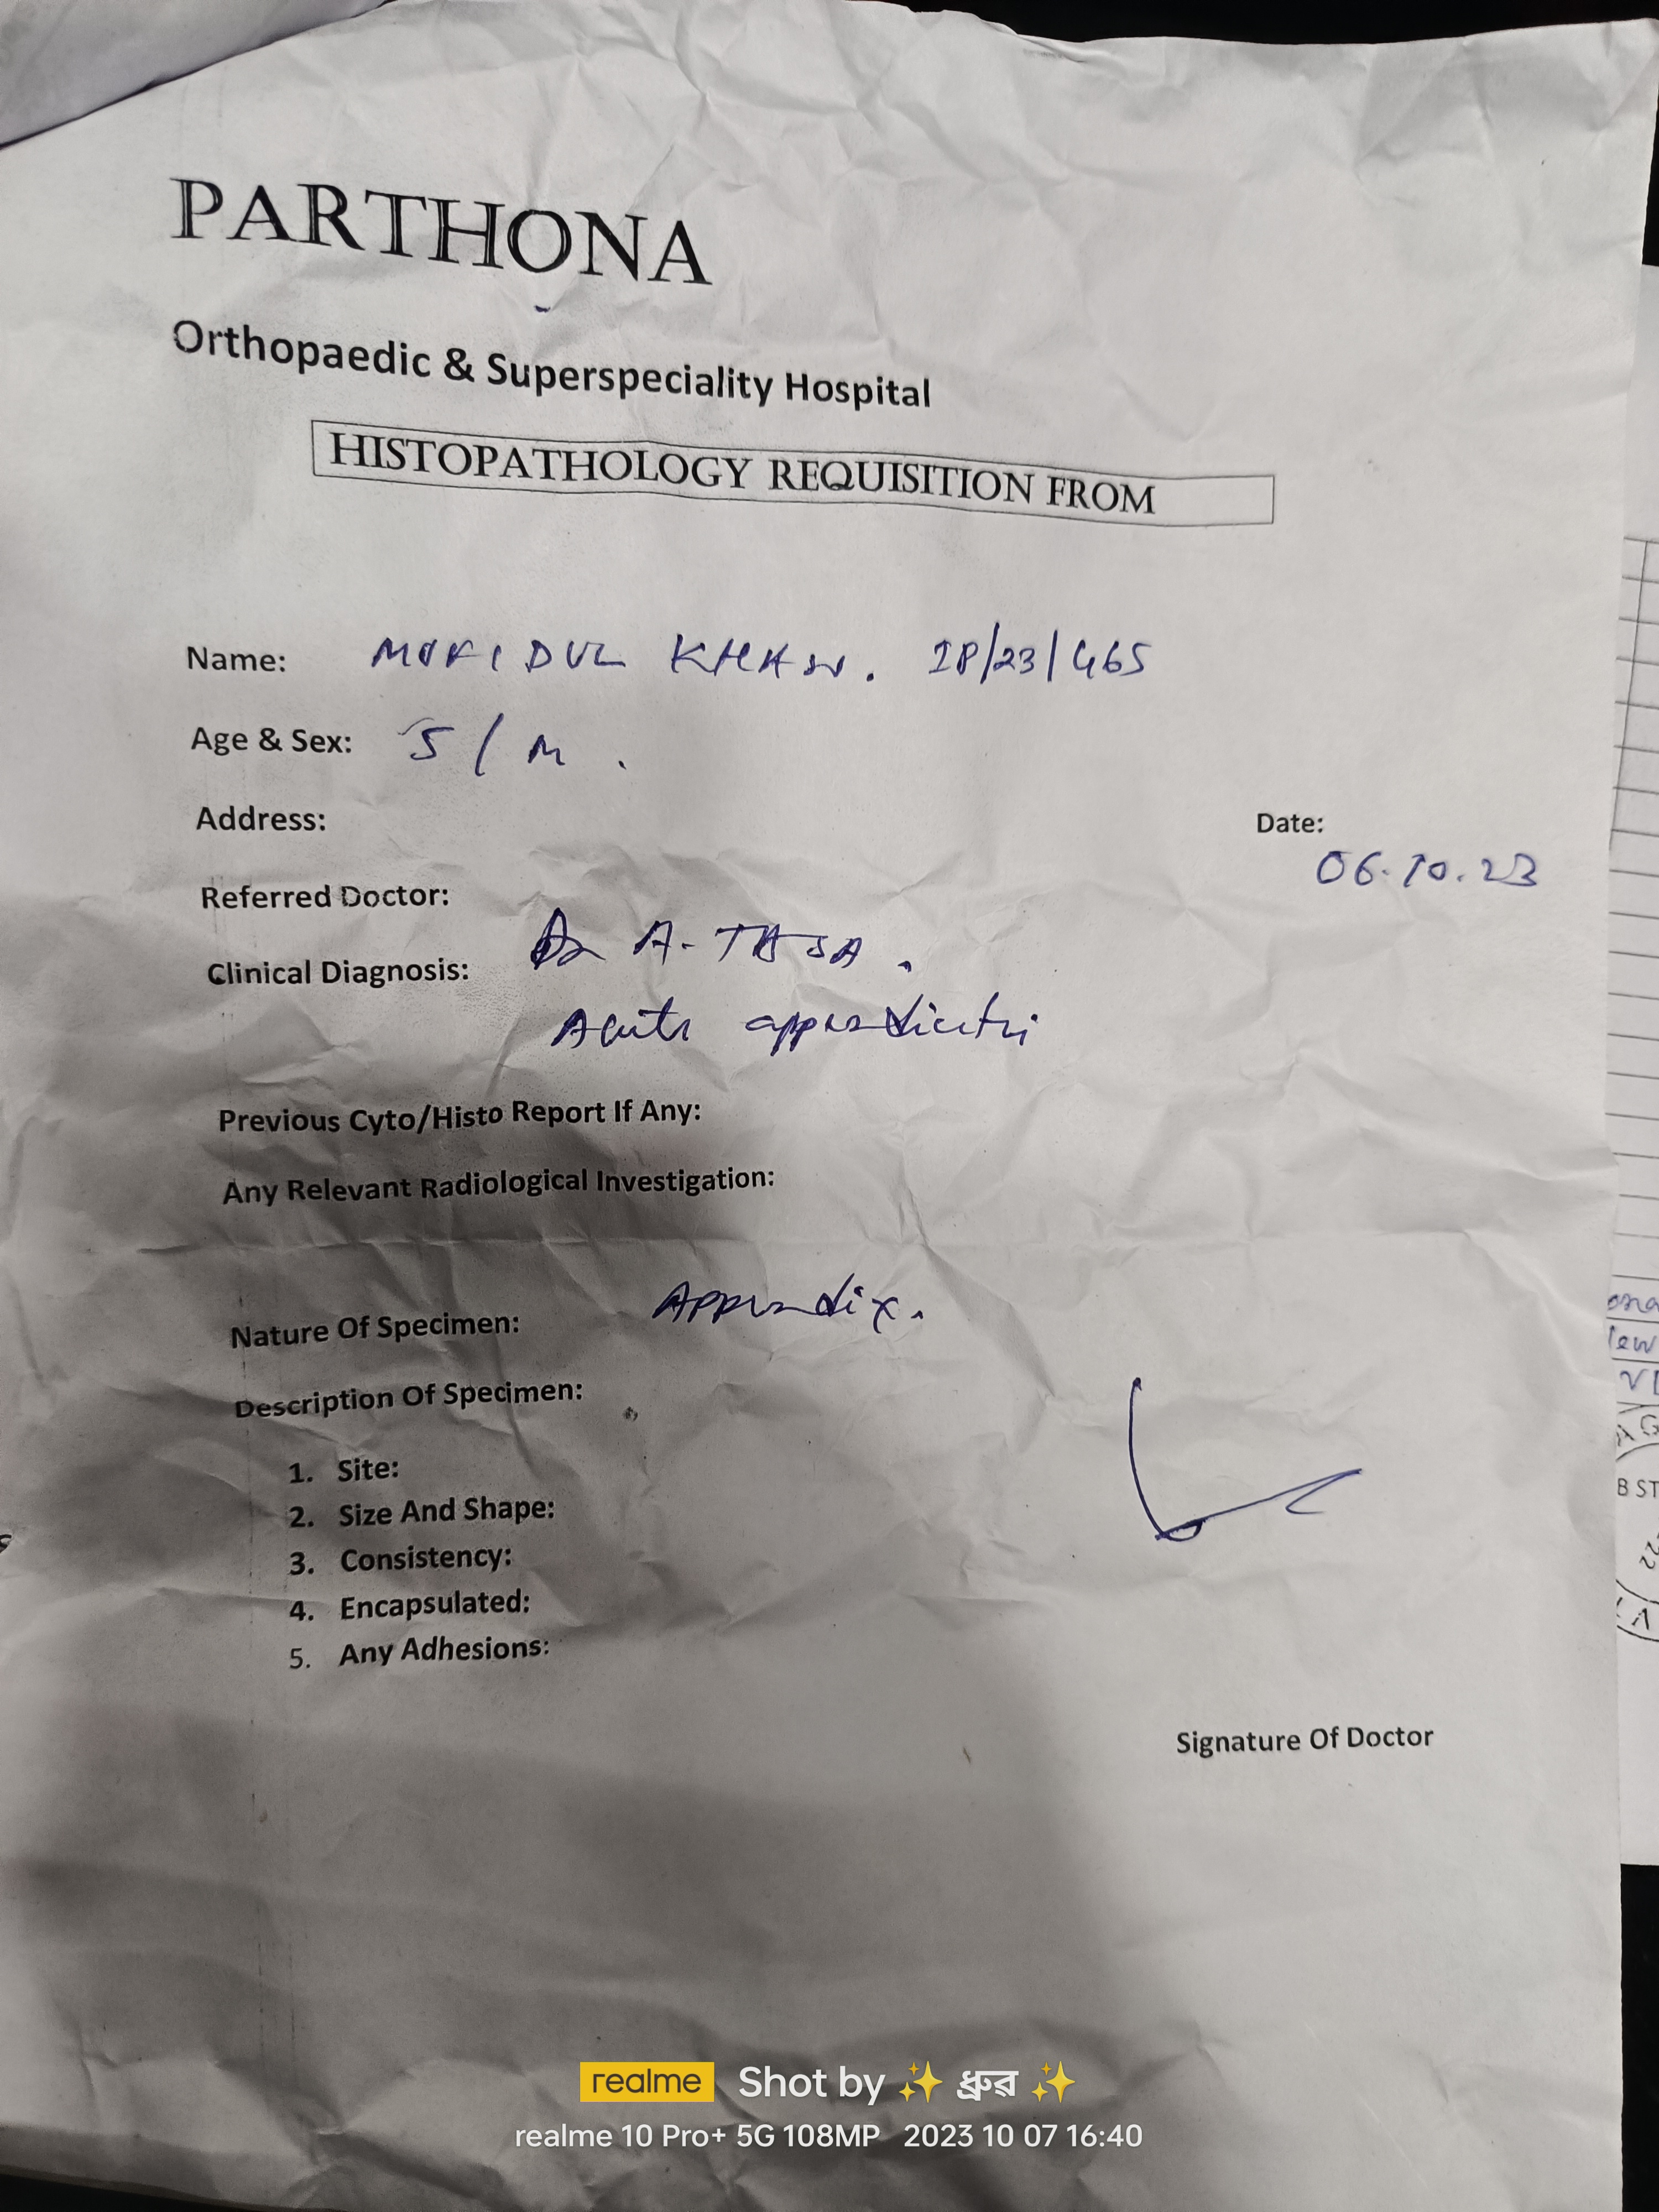 PARTHONA
Orthopaedic & Superspeciality Hospital
HISTOPATHOLOGY REQUISITION FROM
Name: MOFIDUL KHAN. IP/23/465
Age & Sex: 5/M.
Address:
Date:
06.10.23
Referred Doctor:
Dr A.
Clinical Diagnosis:
Acute appendicitis
Previous Cyto/Histo Report If Any:
Any Relevant Radiological Investigation:
Nature Of Specimen: Appendix.
Description Of Specimen:
1. Site:
2. Size And Shape:
3. Consistency:
4. Encapsulated:
5. Any Adhesions:
Signature Of Doctor
realme Shot by ✨ ধ্রুৱ ✨
realme 10 Pro+ 5G 108MP 2023 10 07 16:40